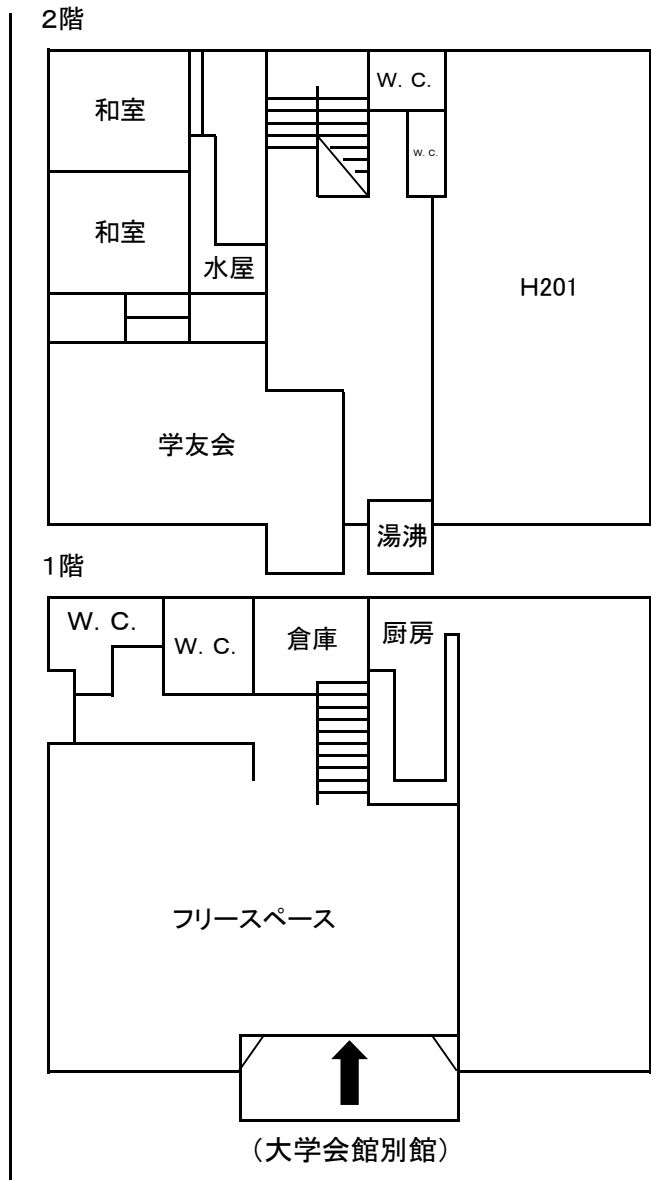 ２階
和室
W. C.
W. C.
和室
水屋
H201
学友会
湯沸
１階
W. C.
W. C.
倉庫
厨房
フリースペース
（大学会館別館）